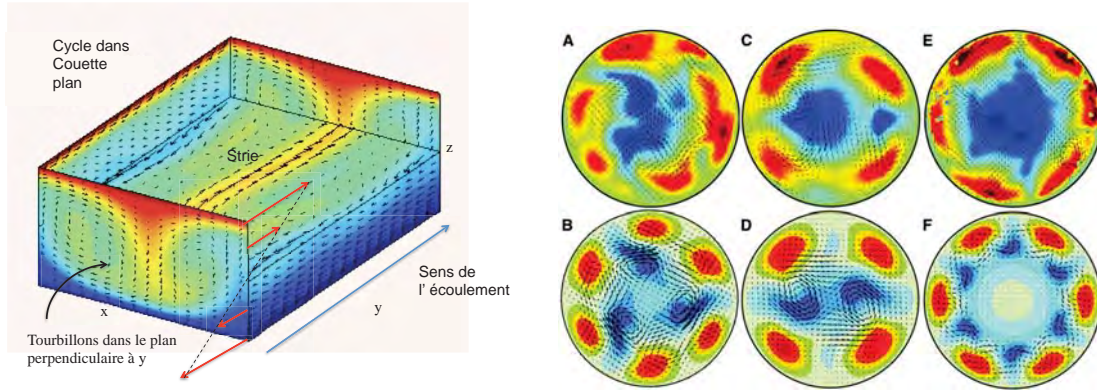 Cycle dans
Couette
plan
Strie
z
Sens de
l' écoulement
y
x
Tourbillons dans le plan
perpendiculaire à y
A
C
E
B
D
F